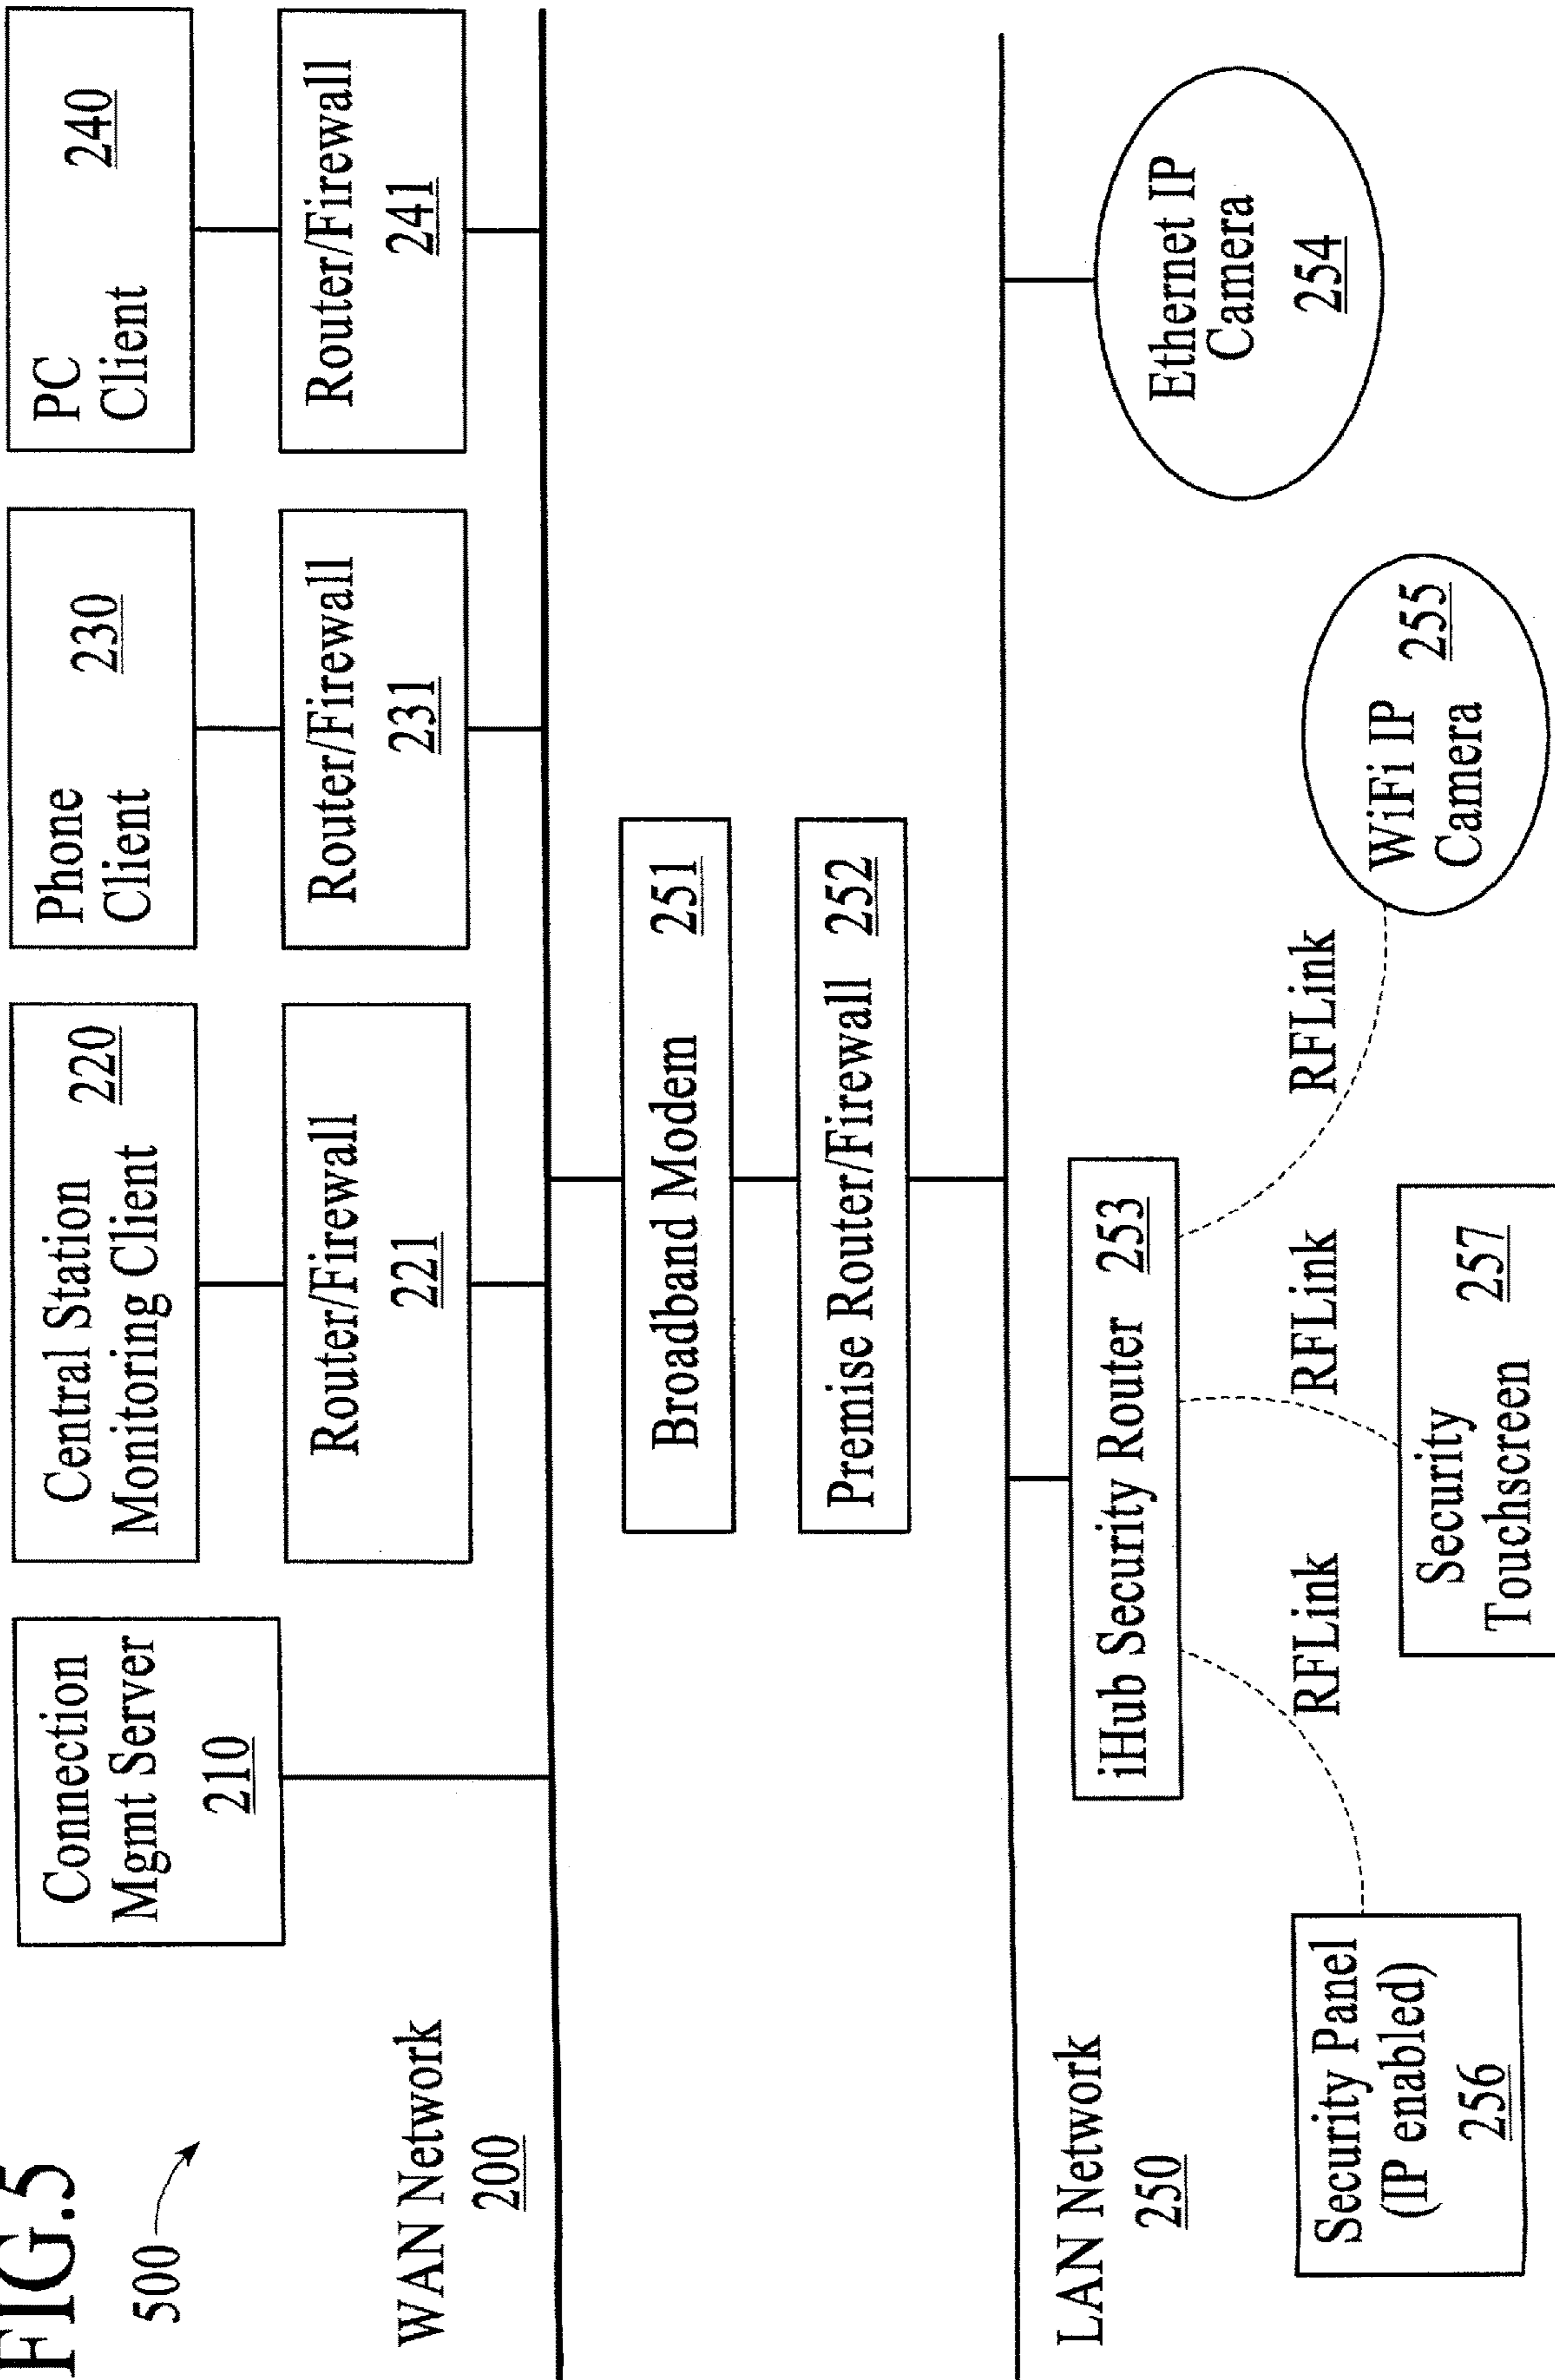 FIG.5
500
Connection
Mgmt Server
210
Central Station
Monitoring Client 220
Phone
Client 230
PC
Client 240
Router/Firewall
221
Router/Firewall
231
Router/Firewall
241
WAN Network
200
Broadband Modem 251
Premise Router/Firewall 252
LAN Network
250
iHub Security Router 253
RFLink
RFLink
RFLink
Ethernet IP
Camera
254
Security Panel
(IP enabled)
256
Security
Touchscreen 257
WiFi IP
Camera 255